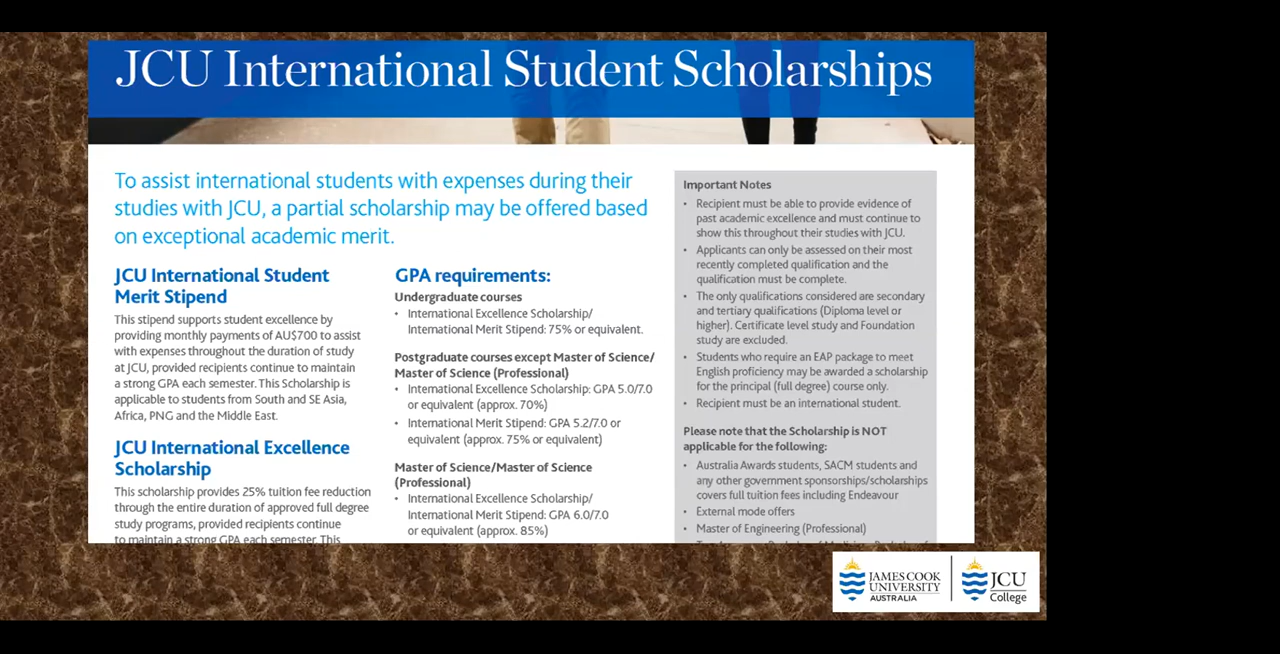 JCU International Student Scholarships
To assist international students with expenses during their
studies with JCU, a partial scholarship may be offered based
on exceptional academic merit.
JCU International Student
Merit Stipend
This stipend supports student excellence by
providing monthly payments of AU$700 to assist
with expenses throughout the duration of study
at JCU, provided recipients continue to maintain
a strong GPA each semester. This Scholarship is
applicable to students from South and SE Asia,
Africa, PNG and the Middle East.
JCU International Excellence
Scholarship
This scholarship provides 25% tuition fee reduction
through the entire duration of approved full degree
study programs, provided recipients continue
to maintain a strong GPA each semester. This
GPA requirements:
Undergraduate courses
• International Excellence Scholarship/
International Merit Stipend: 75% or equivalent.
Postgraduate courses except Master of Science/
Master of Science (Professional)
• International Excellence Scholarship: GPA 5.0/7.0
or equivalent (approx. 70%)
• International Merit Stipend: GPA 5.2/7.0 or
equivalent (approx. 75% or equivalent)
Master of Science/Master of Science
(Professional)
• International Excellence Scholarship/
International Merit Stipend: GPA 6.0/7.0
or equivalent (approx. 85%)
Important Notes
• Recipient must be able to provide evidence of
past academic excellence and must continue to
show this throughout their studies with JCU.
• Applicants can only be assessed on their most
recently completed qualification and the
qualification must be complete.
• The only qualifications considered are secondary
and tertiary qualifications (Diploma level or
higher). Certificate level study and Foundation
study are excluded.
• Students who require an EAP package to meet
English proficiency may be awarded a scholarship
for the principal (full degree) course only.
• Recipient must be an international student.
Please note that the Scholarship is NOT
applicable for the following:
• Australia Awards students, SACM students and
any other government sponsorships/scholarships
covers full tuition fees including Endeavour
• External mode offers
• Master of Engineering (Professional)
JAMES COOK
UNIVERSITY
AUSTRALIA
JCU
College